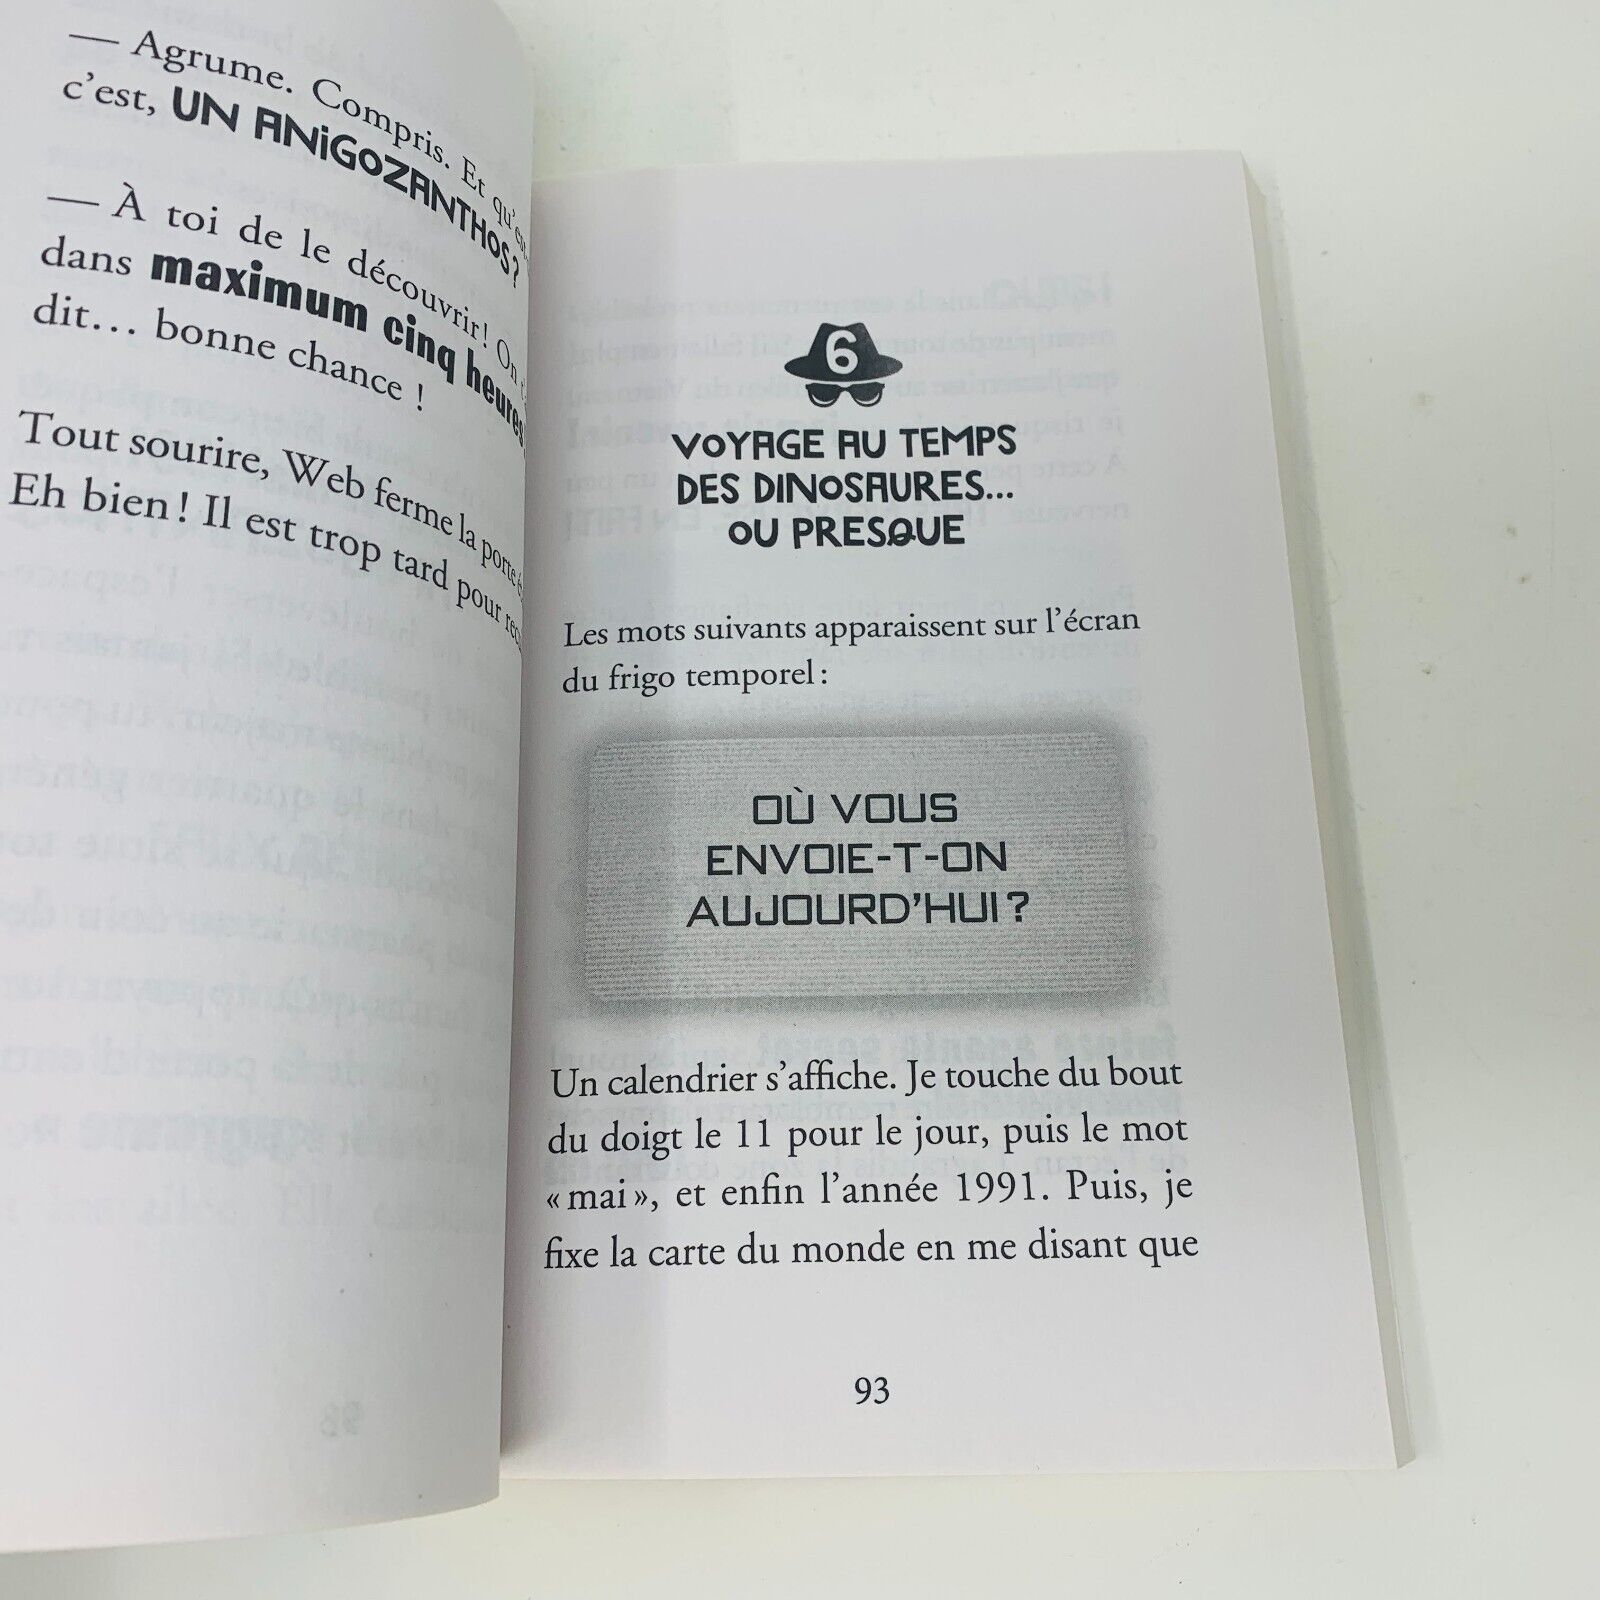 — Agrume. Compris. Et
c'est, UN ANIGOZANTHOS?
— À toi de le découvrir! On
dans maximum cinq heures
dit... bonne chance !
Tout sourire, Web ferme la porte
Eh bien! Il est trop tard pour
6
VOYAGE AU TEMPS
DES DINOSAURES...
OU PRESQUE
Les mots suivants apparaissent sur l'écran
du frigo temporel:
OÙ VOUS
ENVOIE-T-ON
AUJOURD'HUI?
Un calendrier s'affiche. Je touche du bout
du doigt le 11 pour le jour, puis le mot
«mai», et enfin l'année 1991. Puis, je
fixe la carte du monde en me disant que
93